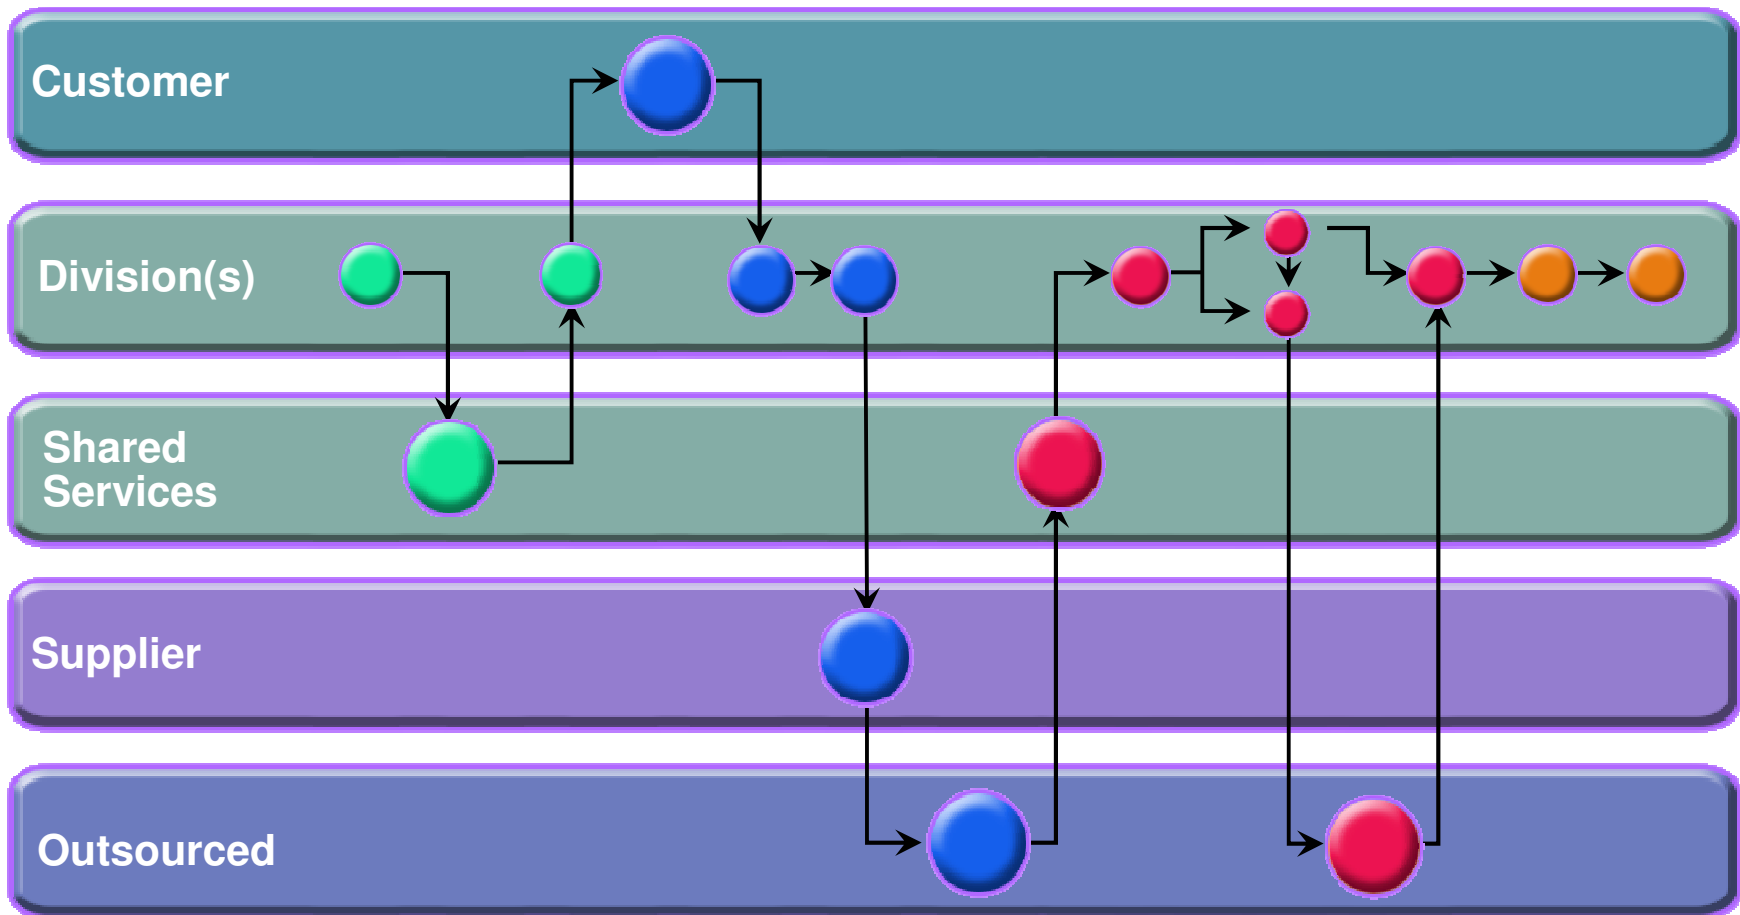 Customer
Division(s)
Shared
Services
Supplier
Outsourced